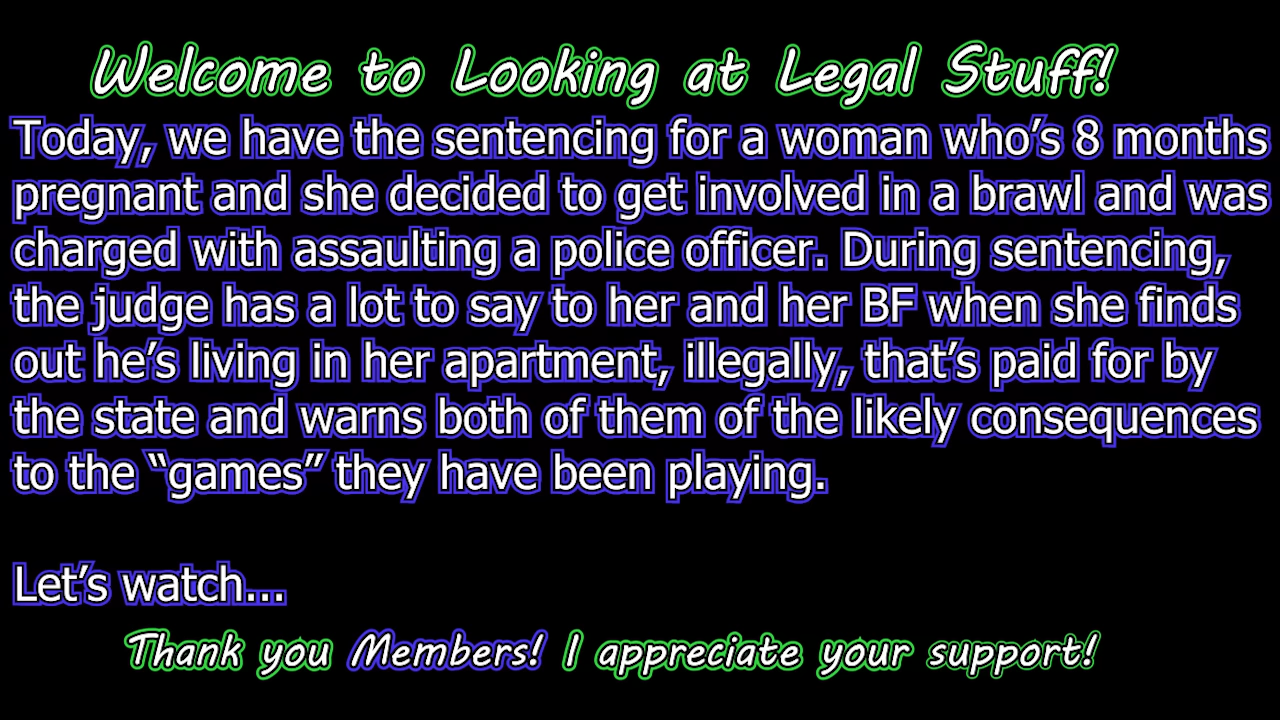 Welcome to Looking at Legal Stuff!
Today, we have the sentencing for a woman who’s 8 months
pregnant and she decided to get involved in a brawl and was
charged with assaulting a police officer. During sentencing,
the judge has a lot to say to her and her BF when she finds
out he’s living in her apartment, illegally, that’s paid for by
the state and warns both of them of the likely consequences
to the “games” they have been playing.
Let’s watch...
Thank you Members! I appreciate your support!